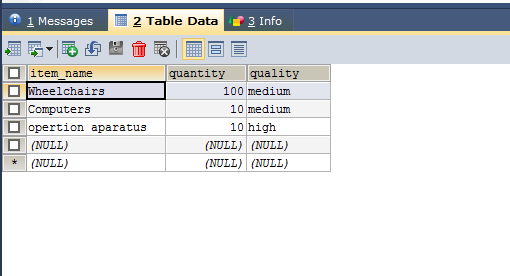 1 Messages 2 Table Data 3 Info
item_name quantity quality
Wheelchairs 100 medium
Computers 10 medium
opertion aparatus 10 high
(NULL) (NULL) (NULL)
* (NULL) (NULL) (NULL)